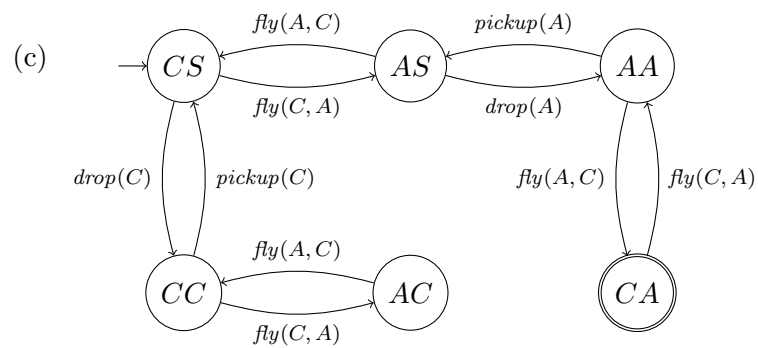 fly(A, C)
pickup(A)
(c)
CS
AS
AA
fly(C, A)
drop(A)
drop(C)
pickup(C)
fly(A, C)
fly(C, A)
fly(A, C)
CC
AC
CA
fly(C, A)